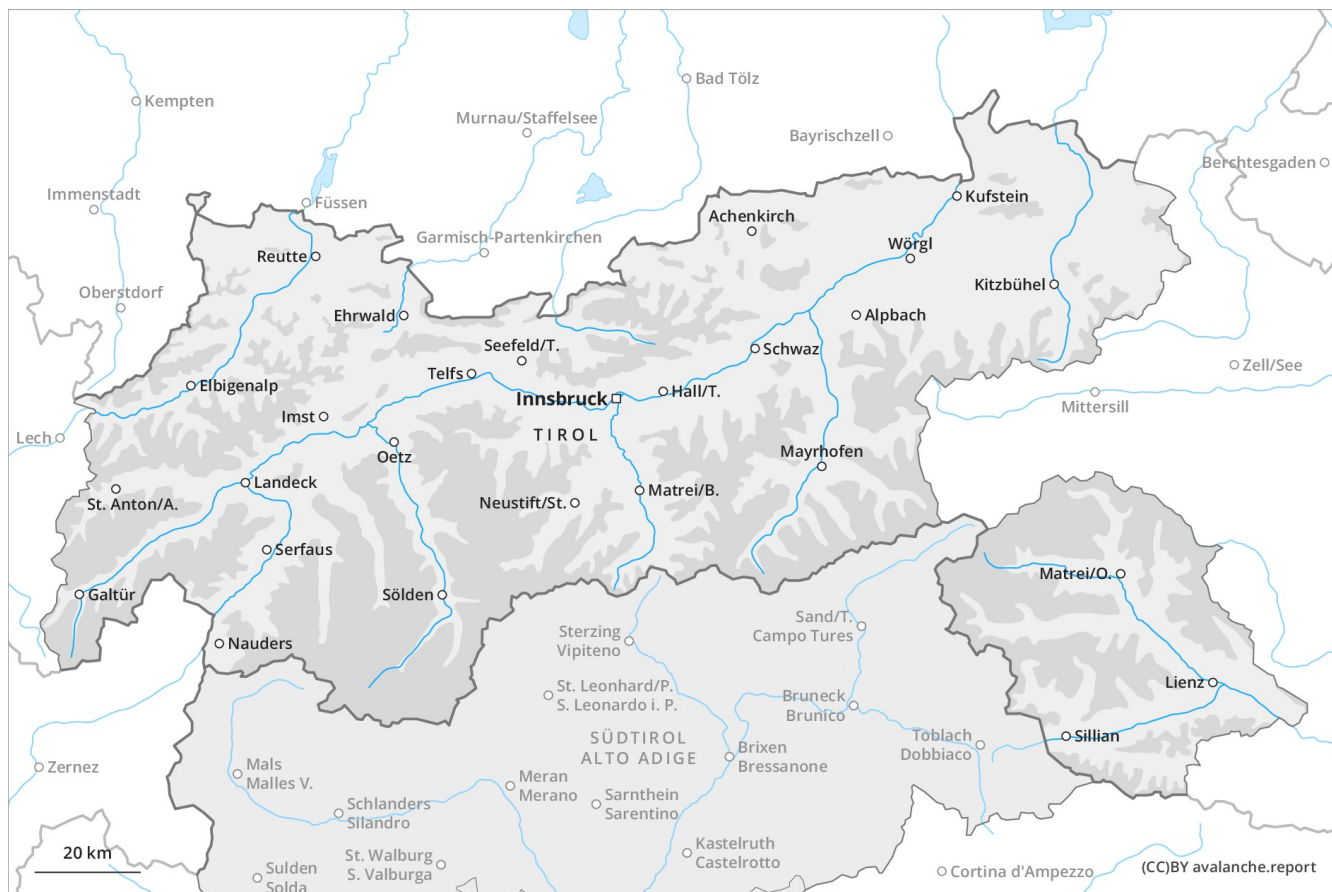 Bad Tölz
Kempten
Murnau/Staffelsee
Bayrischzell
Berchtesgaden
Immenstadt
Füssen
Kufstein
Achenkirch
Garmisch-Partenkirchen
Wörgl
Reutte
Kitzbühel
Oberstdorf
Ehrwald
Alpbach
Seefeld/T.
Schwaz
Zell/See
Telfs
Elbigenalp
Hall/T.
Innsbruck
Mittersill
Imst
TIROL
Lech
Oetz
Mayrhofen
Landeck
Matrei/B.
St. Anton/A.
Neustift/St.
Serfaus
Matrei/O.
Galtür
Sölden
Sand/T.
Campo Tures
Sterzing
Vipiteno
Nauders
Lienz
St. Leonhard/P.
S. Leonardo i. P.
Bruneck
Brunico
Sillian
Toblach
Dobbiaco
SÜDTIROL
ALTO ADIGE
Brixen
Bressanone
Zernez
Mals
Malles V.
Meran
Merano
Schlanders
Silandro
Sarnthein
Sarentino
Kastelruth
Castelrotto
20 km
St. Walburg
S. Valburga
Sulden
Solda
Cortina d'Ampezzo
(CC)BY avalanche.report